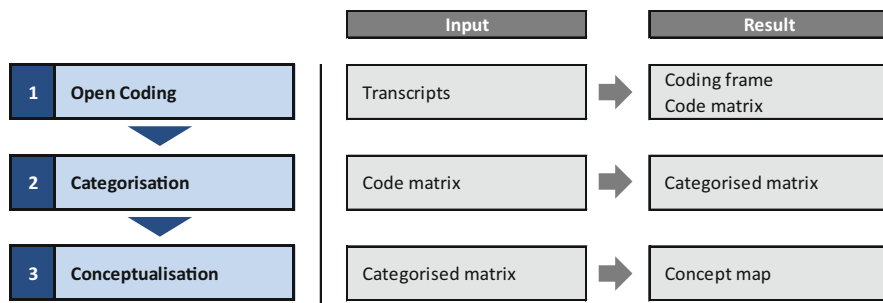 Input
Result
1
Open Coding
Transcripts
Coding frame
Code matrix
2
Categorisation
Code matrix
Categorised matrix
3
Conceptualisation
Categorised matrix
Concept map